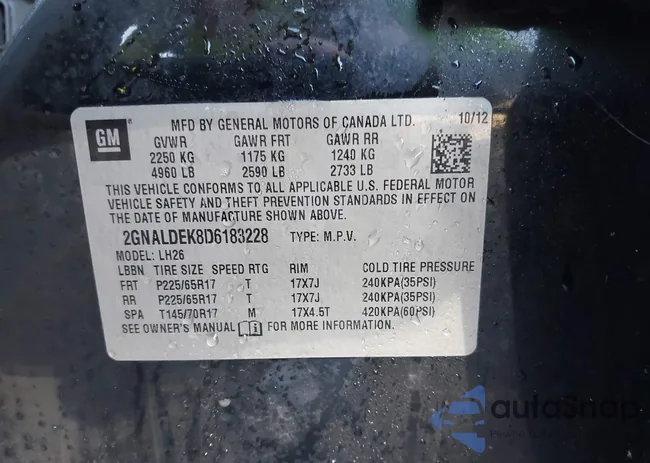 GM
MFD BY GENERAL MOTORS OF CANADA LTD. 10/12
GVWR GAWR FRT GAWR RR
2250 KG 1175 KG 1240 KG
4960 LB 2590 LB 2733 LB
THIS VEHICLE CONFORMS TO ALL APPLICABLE U.S. FEDERAL MOTOR
VEHICLE SAFETY AND THEFT PREVENTION STANDARDS IN EFFECT ON
THE DATE OF MANUFACTURE SHOWN ABOVE.
2GNALDEK8D6183228 TYPE: M.P.V.
MODEL: LH26
LBBN TIRE SIZE SPEED RTG RIM COLD TIRE PRESSURE
FRT P225/65R17 T 17X7J 240KPA(35PSI)
RR P225/65R17 T 17X7J 240KPA(35PSI)
SPA T145/70R17 M 17X4.5T 420KPA(60PSI)
SEE OWNER'S MANUAL FOR MORE INFORMATION.
autoSnap